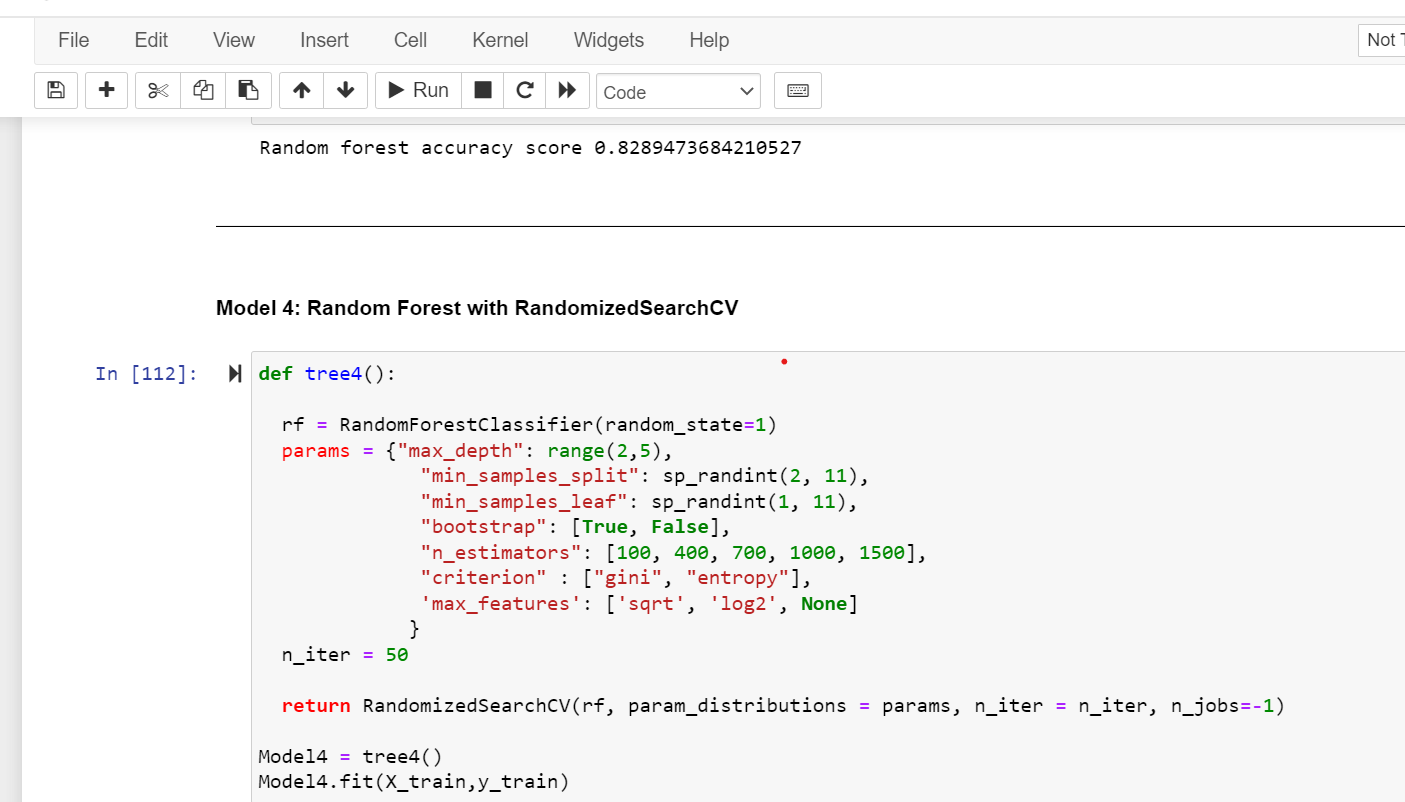 File Edit View Insert Cell Kernel Widgets Help
Not
Run
Code
Random forest accuracy score 0.8289473684210527
Model 4: Random Forest with RandomizedSearchCV
In [112]:
def tree4():
rf = RandomForestClassifier(random_state=1)
params = {"max_depth": range(2,5),
"min_samples_split": sp_randint(2, 11),
"min_samples_leaf": sp_randint(1, 11),
"bootstrap": [True, False],
"n_estimators": [100, 400, 700, 1000, 1500],
"criterion" : ["gini", "entropy"],
'max_features': ['sqrt', 'log2', None]
}
n_iter = 50
return RandomizedSearchCV(rf, param_distributions = params, n_iter = n_iter, n_jobs=-1)
Model4 = tree4()
Model4.fit(X_train,y_train)